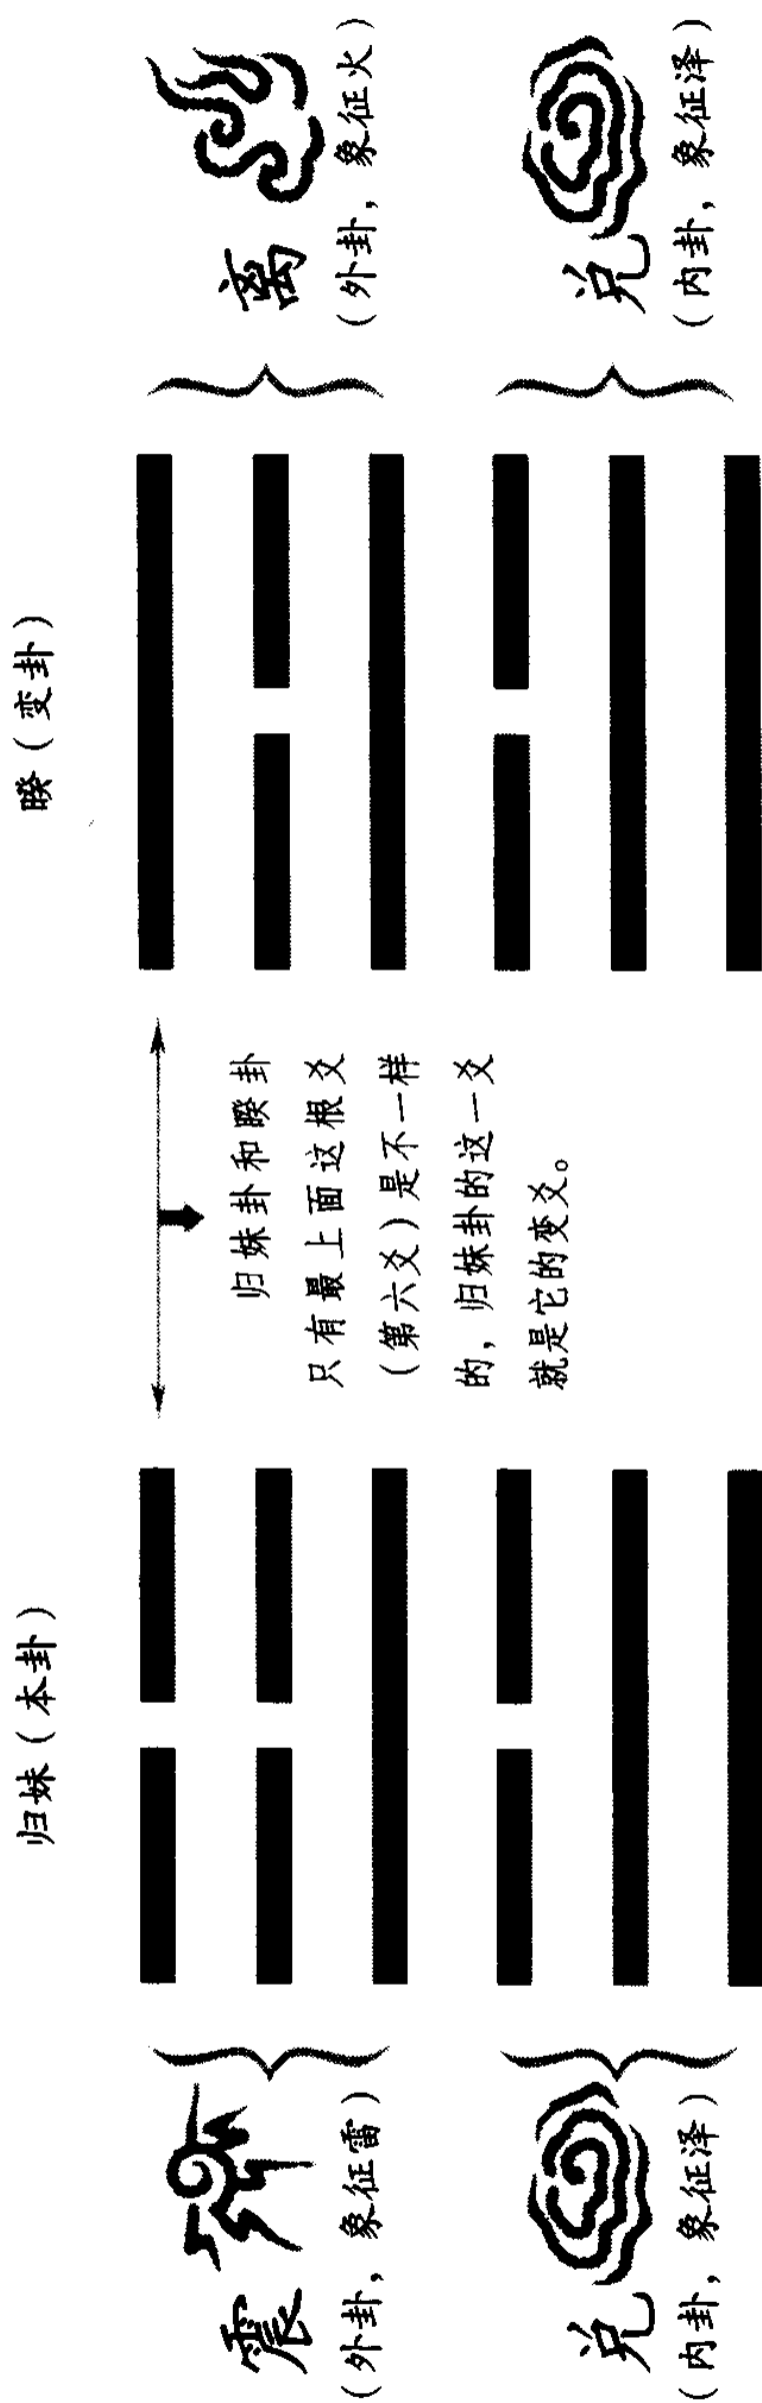 归妹（本卦）
睽（变卦）
震
（外卦，象征雷）
兑
（内卦，象征泽）
归妹卦和睽卦
只有最上面这根爻
（第六爻）是不一样
的，归妹卦的这一爻
就是它的变爻。
离
（外卦，象征火）
兑
（内卦，象征泽）